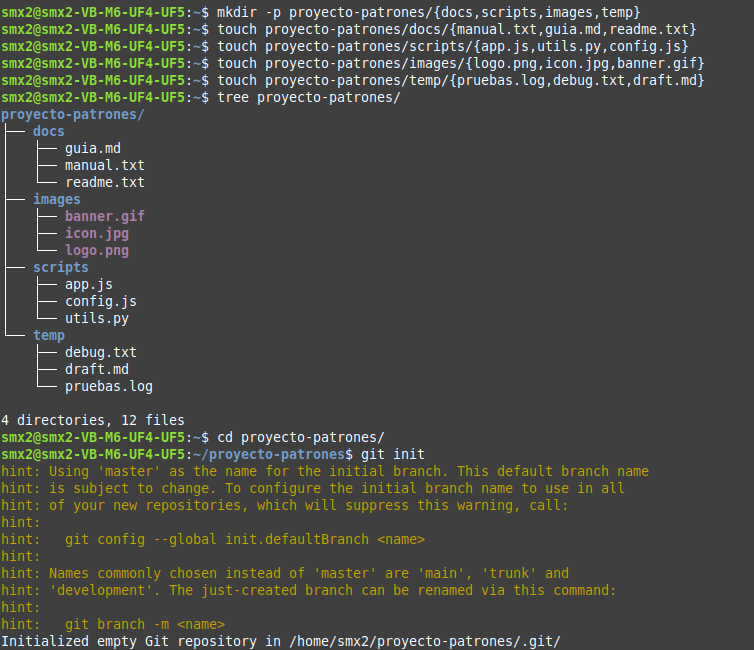 smx2@smx2-VB-M6-UF4-UF5:~$ mkdir -p proyecto-patrones/{docs,scripts,images,temp}
smx2@smx2-VB-M6-UF4-UF5:~$ touch proyecto-patrones/docs/{manual.txt,guia.md,readme.txt}
smx2@smx2-VB-M6-UF4-UF5:~$ touch proyecto-patrones/scripts/{app.js,utils.py,config.js}
smx2@smx2-VB-M6-UF4-UF5:~$ touch proyecto-patrones/images/{logo.png,icon.jpg,banner.gif}
smx2@smx2-VB-M6-UF4-UF5:~$ touch proyecto-patrones/temp/{pruebas.log,debug.txt,draft.md}
smx2@smx2-VB-M6-UF4-UF5:~$ tree proyecto-patrones/
proyecto-patrones/
├── docs
│   ├── guia.md
│   ├── manual.txt
│   └── readme.txt
├── images
│   ├── banner.gif
│   ├── icon.jpg
│   └── logo.png
├── scripts
│   ├── app.js
│   ├── config.js
│   └── utils.py
└── temp
    ├── debug.txt
    ├── draft.md
    └── pruebas.log

4 directories, 12 files
smx2@smx2-VB-M6-UF4-UF5:~$ cd proyecto-patrones/
smx2@smx2-VB-M6-UF4-UF5:~/proyecto-patrones$ git init
hint: Using 'master' as the name for the initial branch. This default branch name
hint: is subject to change. To configure the initial branch name to use in all
hint: of your new repositories, which will suppress this warning, call:
hint:
hint:   git config --global init.defaultBranch <name>
hint:
hint: Names commonly chosen instead of 'master' are 'main', 'trunk' and
hint: 'development'. The just-created branch can be renamed via this command:
hint:
hint:   git branch -m <name>
Initialized empty Git repository in /home/smx2/proyecto-patrones/.git/